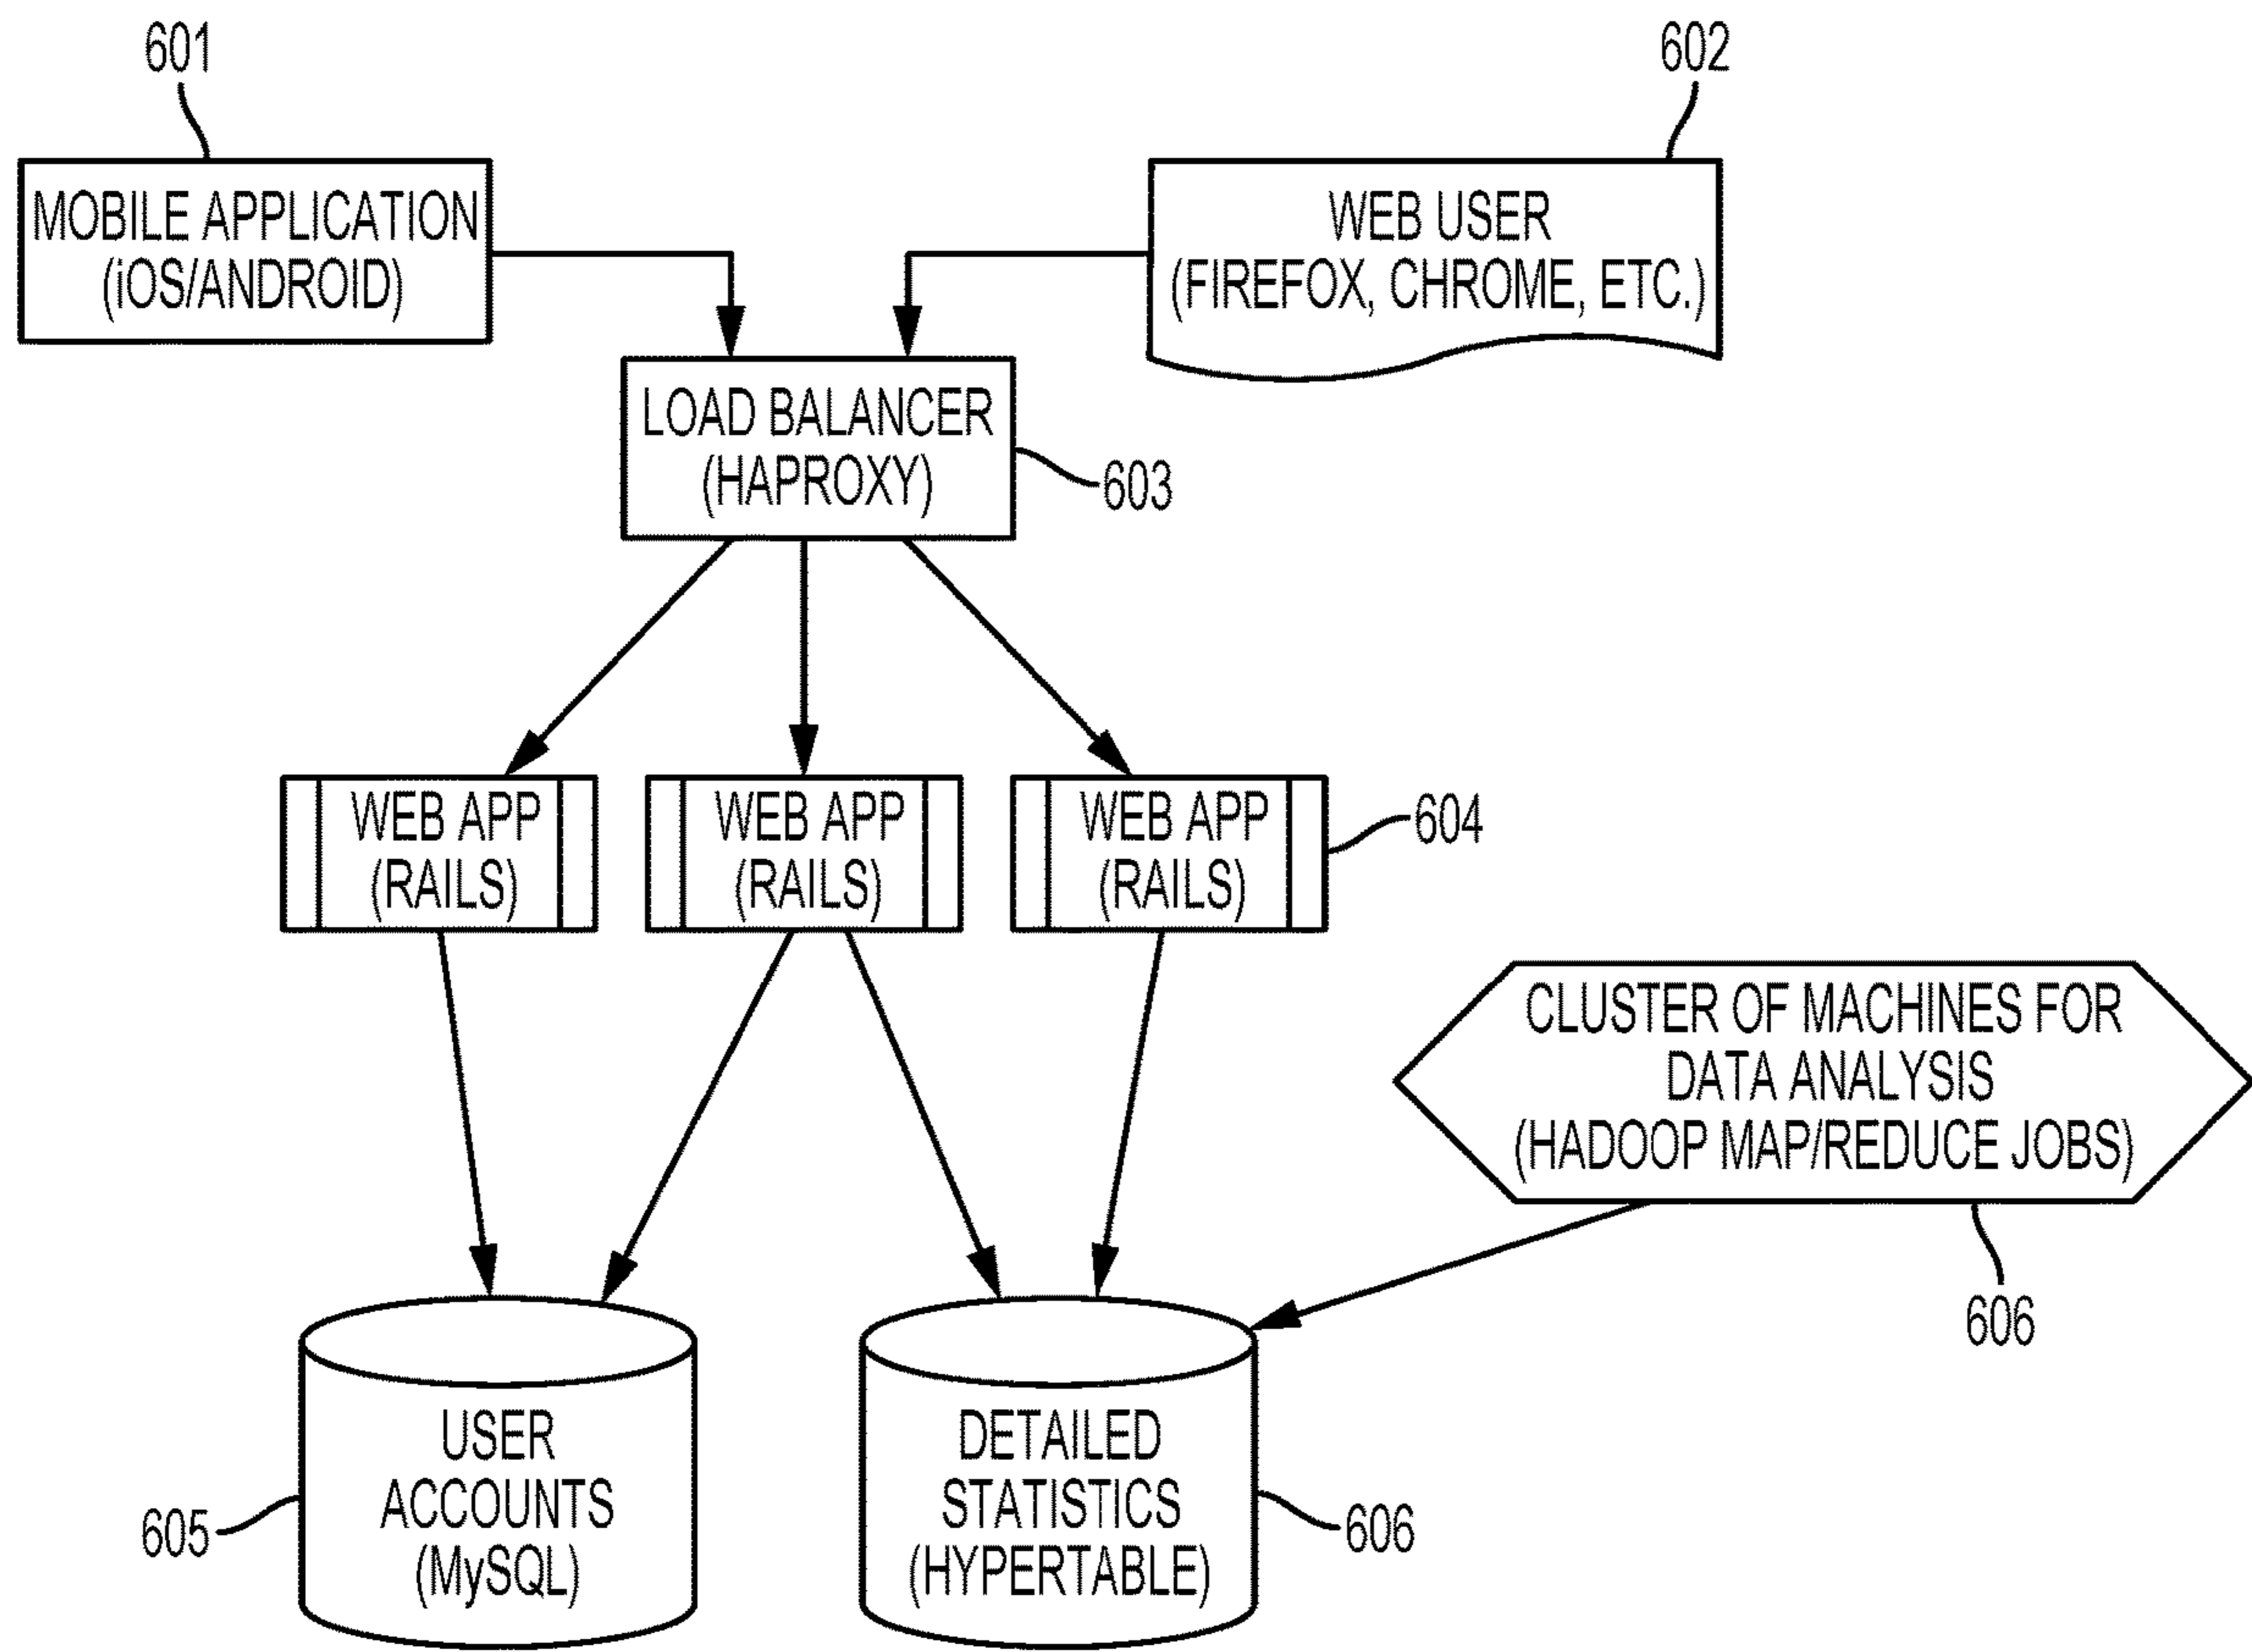 601
602
MOBILE APPLICATION
(iOS/ANDROID)
WEB USER
(FIREFOX, CHROME, ETC.)
LOAD BALANCER
(HAPROXY)
603
WEB APP
(RAILS)
WEB APP
(RAILS)
WEB APP
(RAILS)
604
CLUSTER OF MACHINES FOR
DATA ANALYSIS
(HADOOP MAP/REDUCE JOBS)
606
USER
ACCOUNTS
(MySQL)
605
DETAILED
STATISTICS
(HYPERTABLE)
606